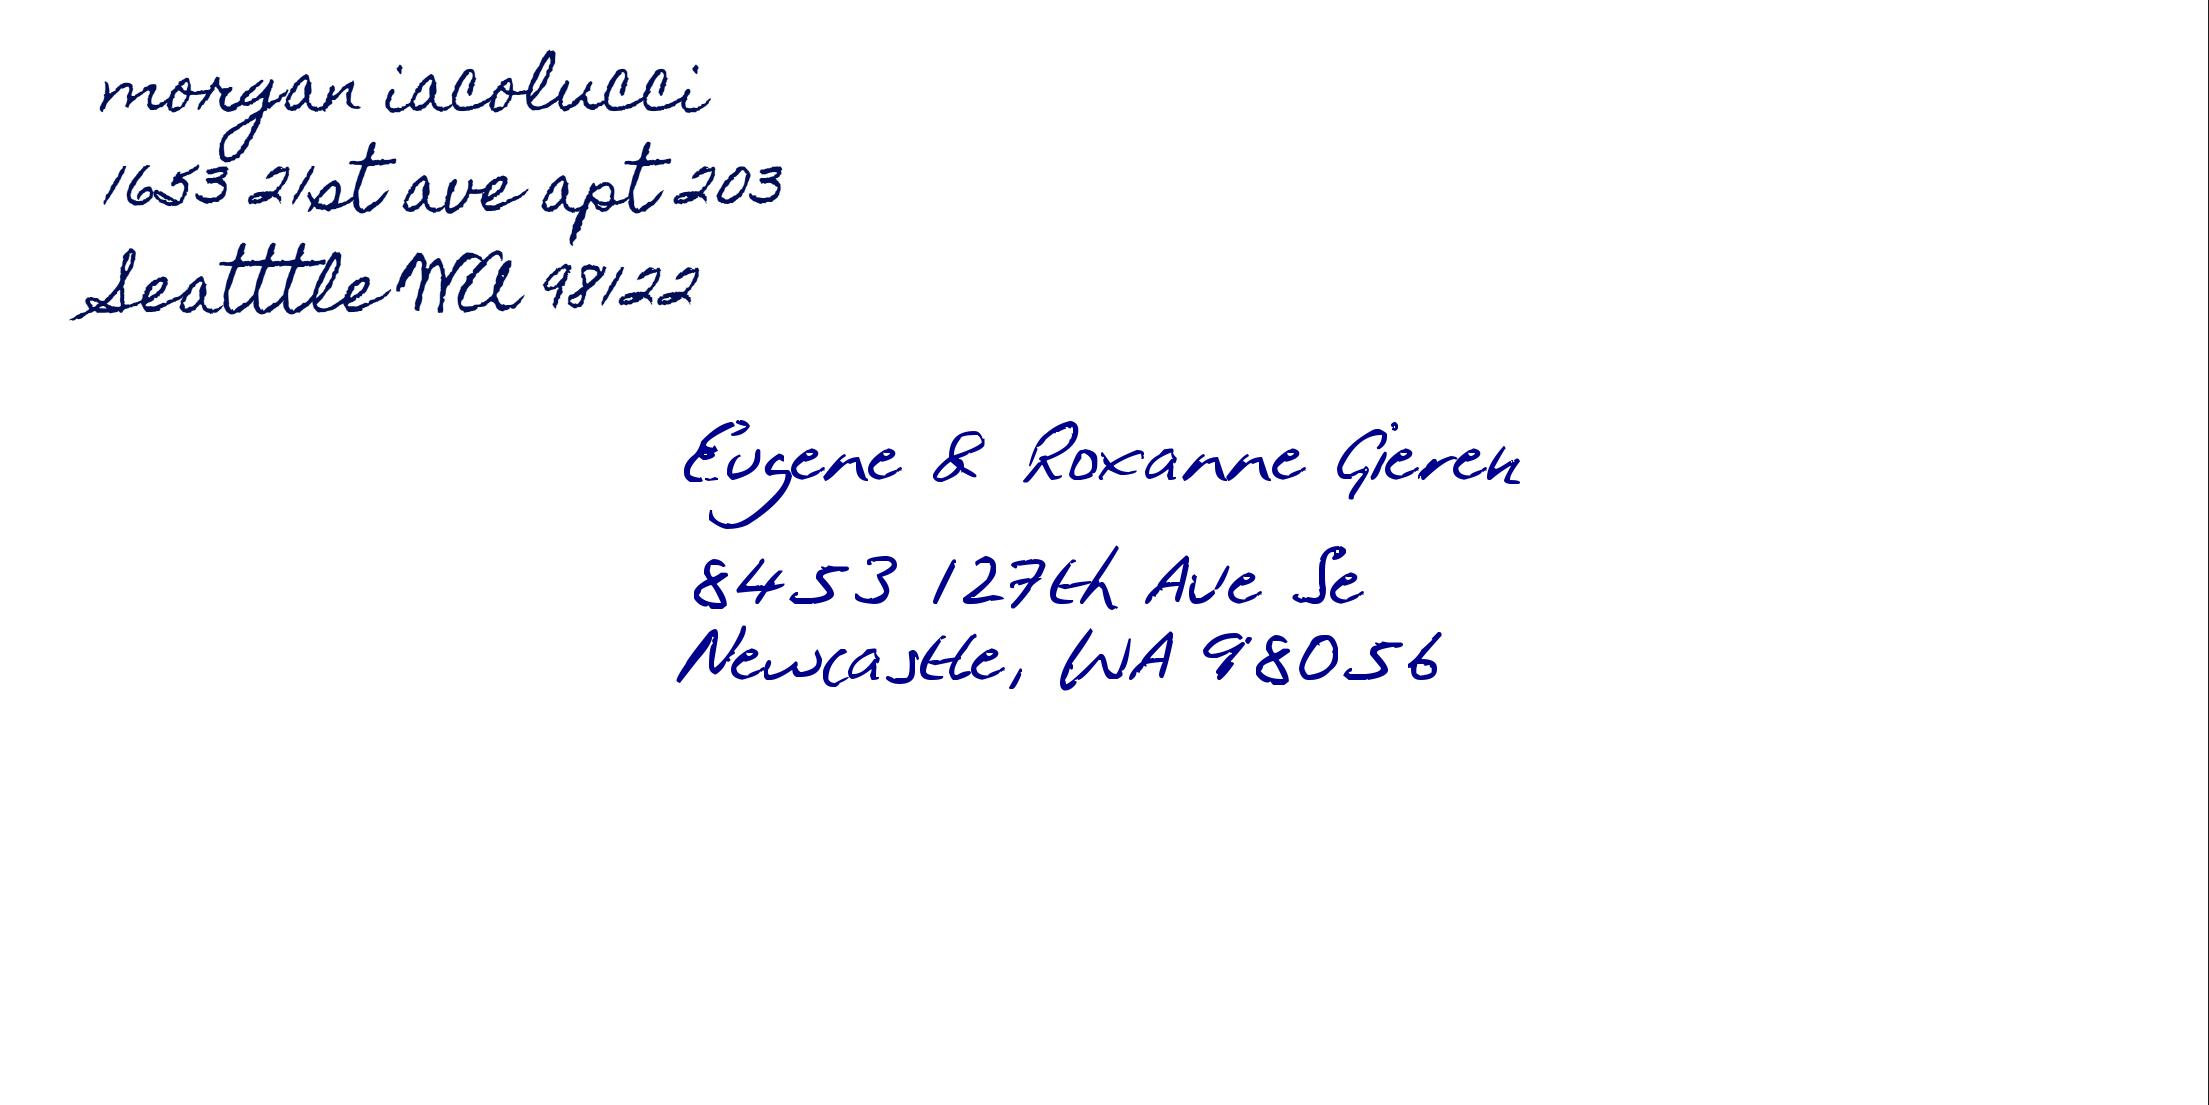 morgan iacolucci
1653 21st ave apt 203
Seatttle WA 98122
Eugene & Roxanne Gieren
8453 127th Ave Se
Newcastle, WA 98056